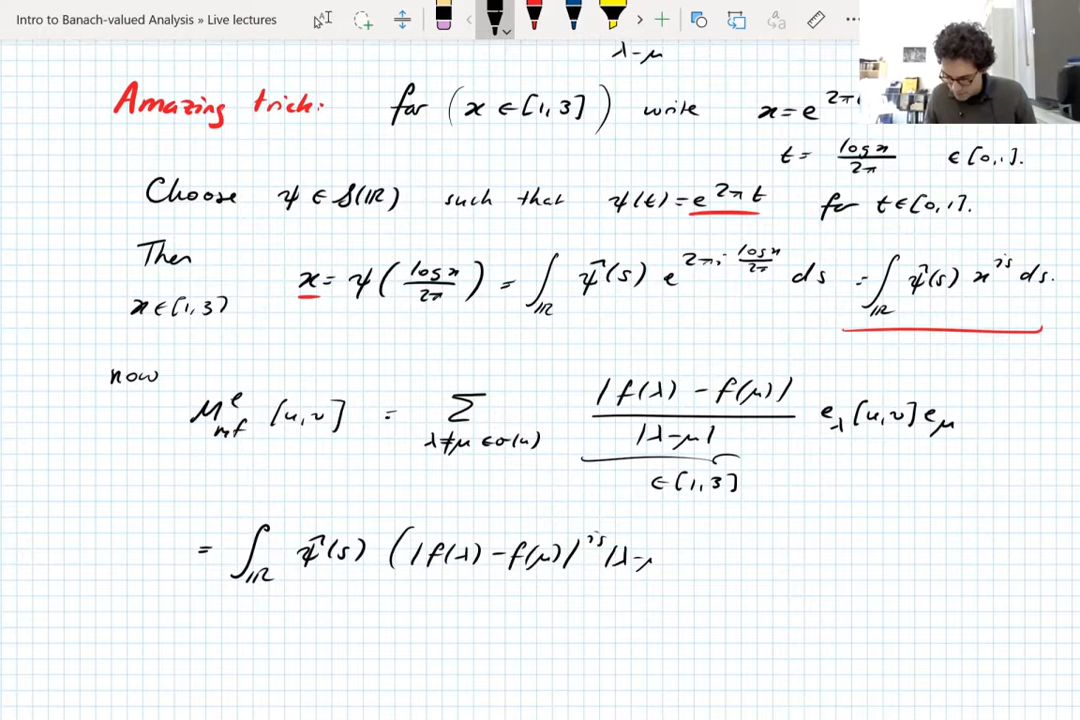 Intro to Banach-valued Analysis » Live lectures
λ-μ
Amazing trick: for (x ∈ [1,3]) write x = e^{2π
t = log x / 2π ∈ [0,1].
Choose ψ ∈ S(ℝ) such that ψ(t) = e^{2πt} for t ∈ [0,1].
Then
x ∈ [1,3] x = ψ(log x / 2π) = ∫_ℝ ψ̂(s) e^{2πi · log x / 2π} ds = ∫_ℝ ψ̂(s) x^{is} ds.
now
M^e_{mf} [u,v] = Σ_{λ≠μ ∈ σ(u)} |f(λ) - f(μ)| / |λ-μ| e_λ [u,v] e_μ
∈ [1,3]
= ∫_ℝ ψ̂(s) (|f(λ) - f(μ)|^{is} |λ-